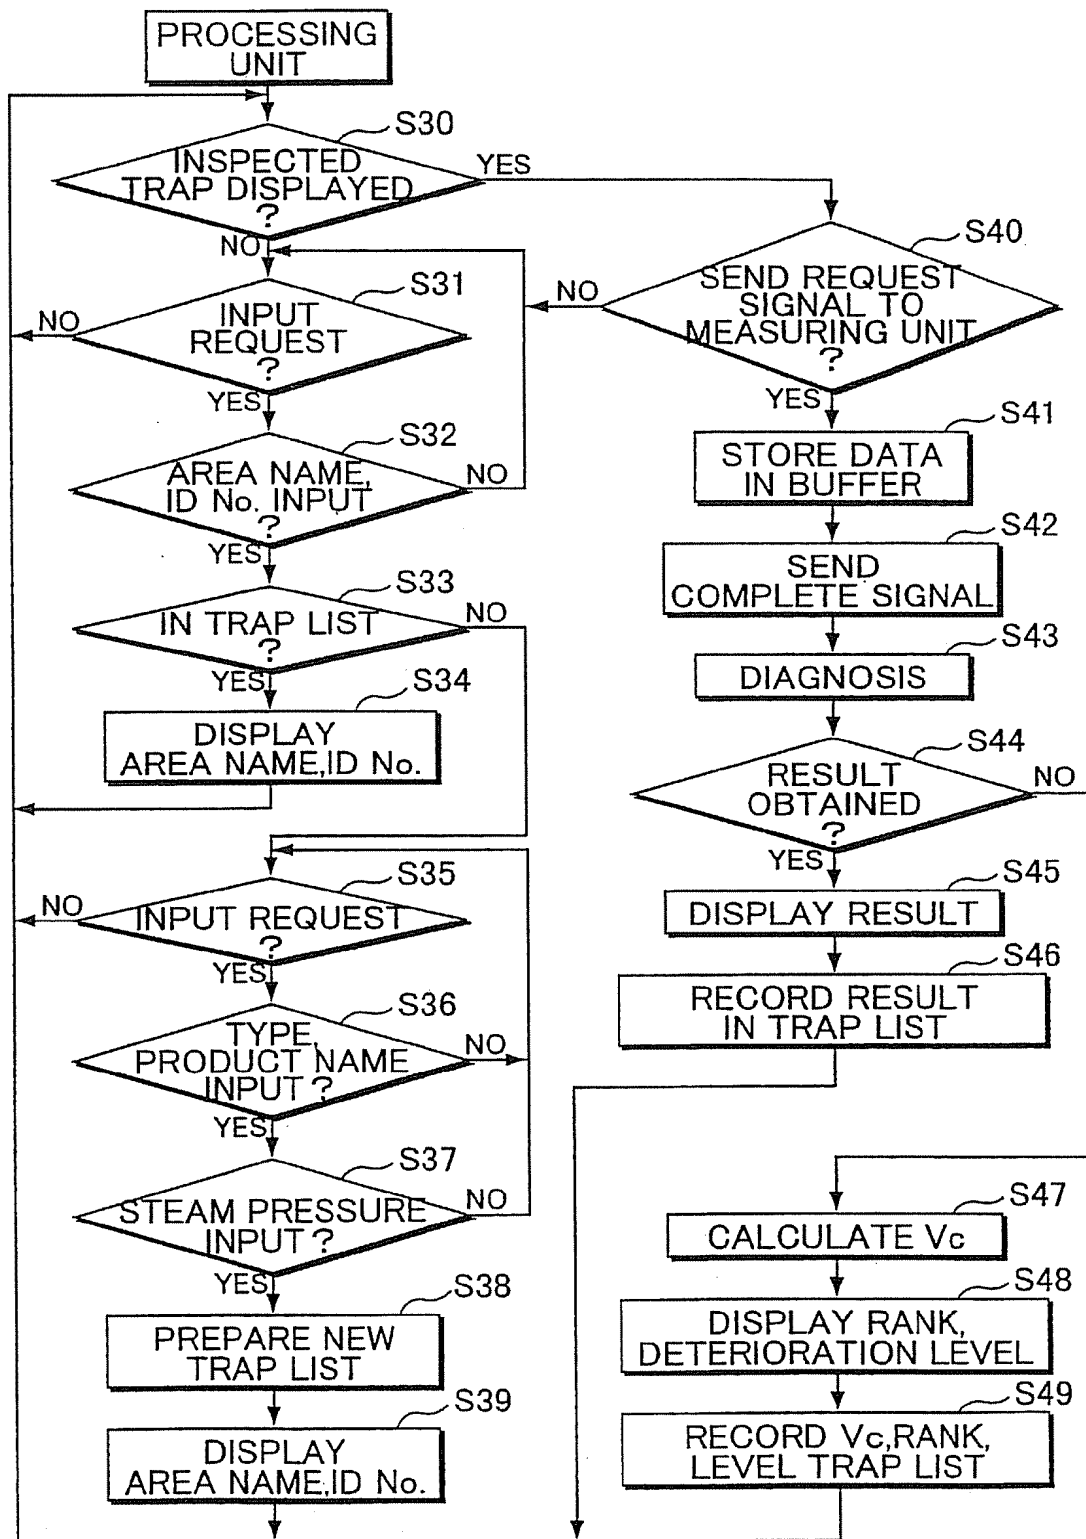 PROCESSING
UNIT
S30
INSPECTED
TRAP DISPLAYED
?
YES
NO
S31
INPUT
REQUEST
?
NO
YES
S32
AREA NAME,
ID No. INPUT
?
NO
YES
S33
IN TRAP LIST
?
NO
YES
S34
DISPLAY
AREA NAME,ID No.
S35
INPUT REQUEST
?
NO
YES
S36
TYPE,
PRODUCT NAME
INPUT ?
NO
YES
S37
STEAM PRESSURE
INPUT ?
NO
YES
S38
PREPARE NEW
TRAP LIST
S39
DISPLAY
AREA NAME,ID No.
S40
SEND REQUEST
SIGNAL TO
MEASURING UNIT
?
NO
YES
S41
STORE DATA
IN BUFFER
S42
SEND
COMPLETE SIGNAL
S43
DIAGNOSIS
S44
RESULT
OBTAINED
?
NO
YES
S45
DISPLAY RESULT
S46
RECORD RESULT
IN TRAP LIST
S47
CALCULATE Vc
S48
DISPLAY RANK,
DETERIORATION LEVEL
S49
RECORD Vc,RANK,
LEVEL TRAP LIST